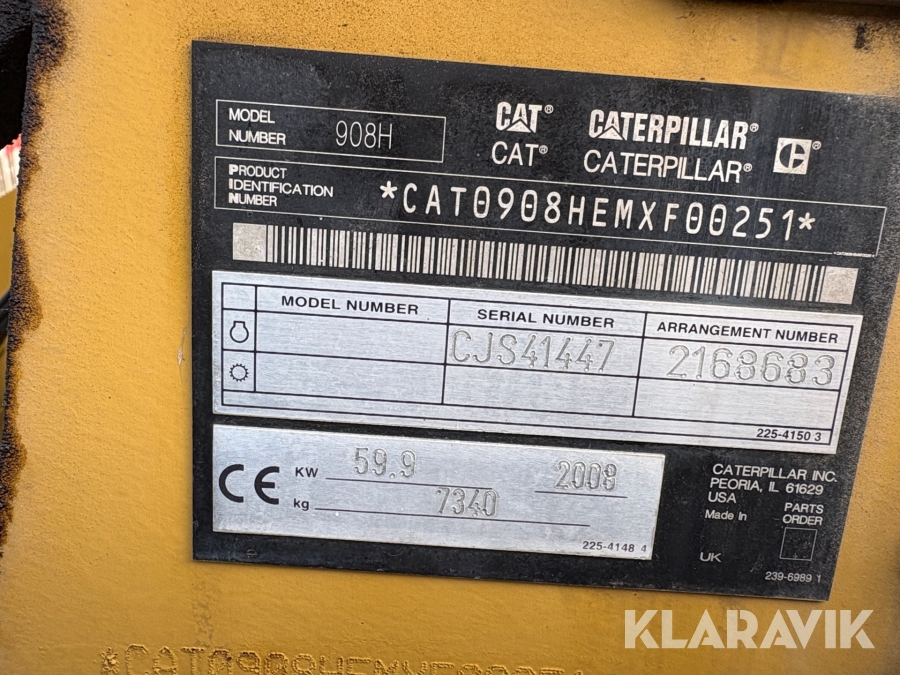 MODEL NUMBER 908H
CAT® CATERPILLAR®
CAT® CATERPILLAR®
PRODUCT IDENTIFICATION NUMBER *CAT0908HEMXF00251*
MODEL NUMBER SERIAL NUMBER ARRANGEMENT NUMBER
CJS41447 2168683
225-4150 3
CE KW 59.9 2008
kg 7340
225-4148 4
CATERPILLAR INC.
PEORIA, IL 61629
USA
Made in
UK
PARTS ORDER
239-6989 1
KLARAVIK